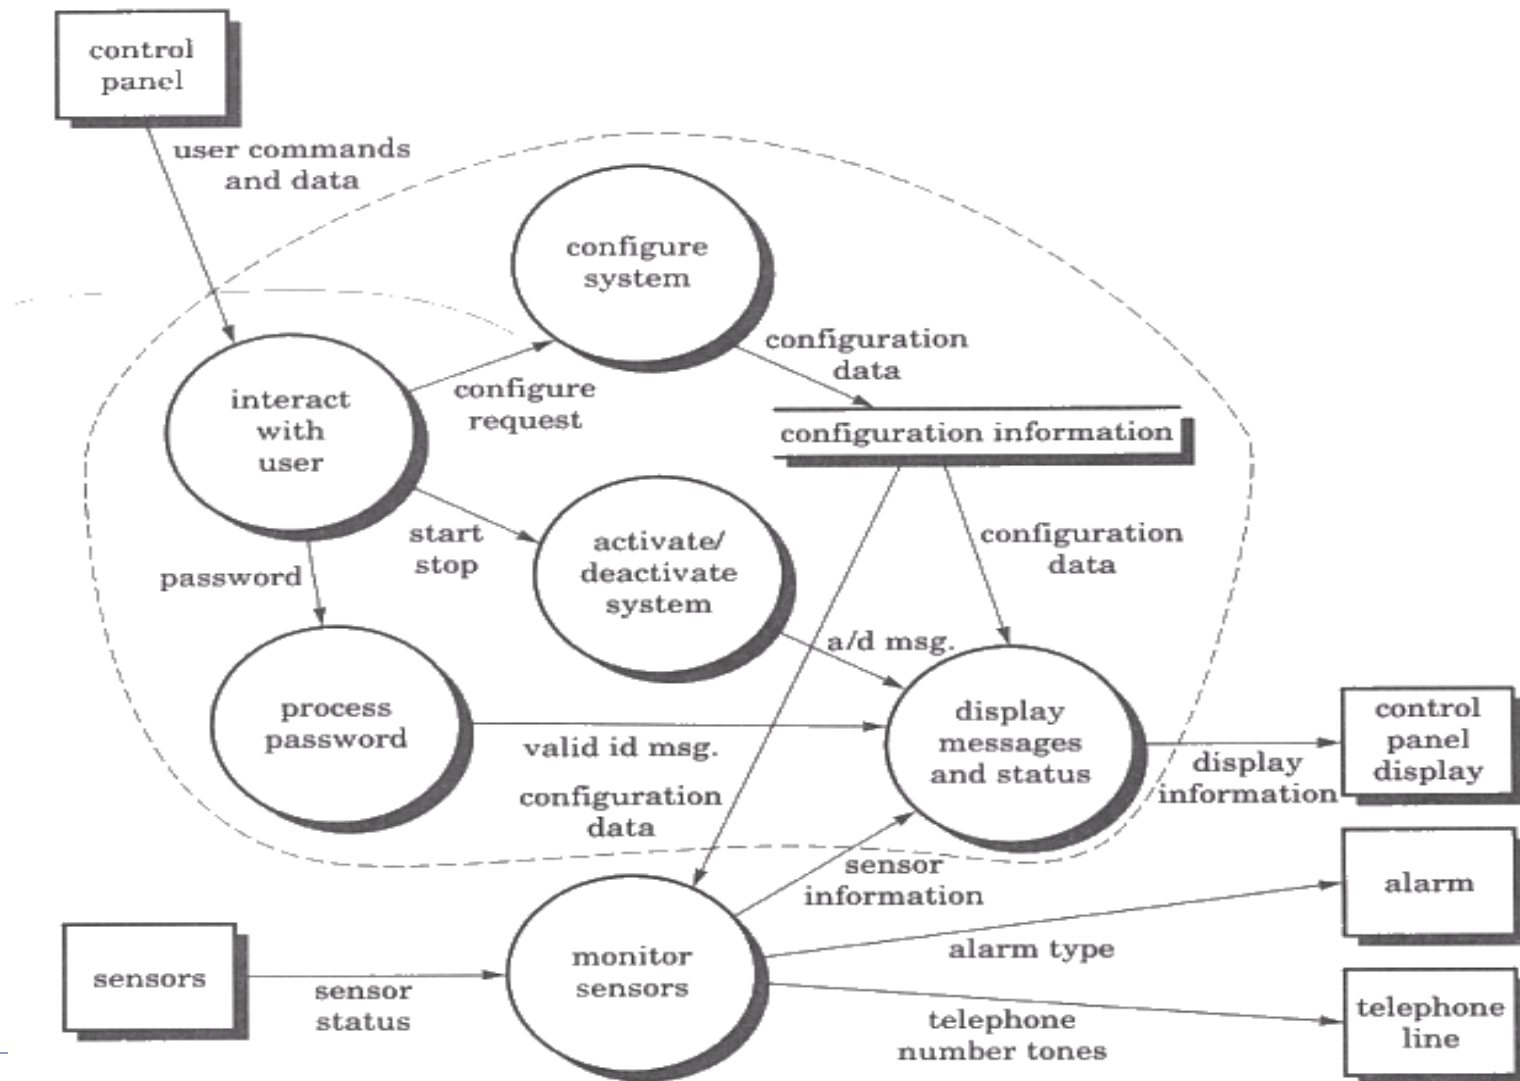 control
panel
user commands
and data
configure
system
configuration
data
interact
with
user
configure
request
configuration information
start
stop
activate/
deactivate
system
configuration
data
password
a/d msg.
process
password
valid id msg.
display
messages
and status
control
panel
display
display
information
configuration
data
sensor
information
alarm
alarm type
sensors
sensor
status
monitor
sensors
telephone
number tones
telephone
line